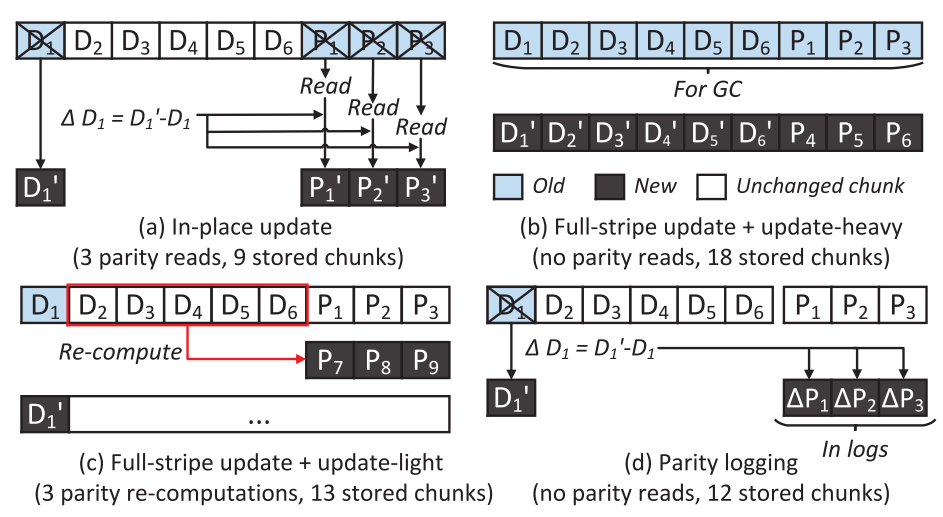 D1 D2 D3 D4 D5 D6 P1 P2 P3
Read
Read
Read
Δ D1 = D1'-D1
D1' P1' P2' P3'
(a) In-place update
(3 parity reads, 9 stored chunks)
D1 D2 D3 D4 D5 D6 P1 P2 P3
For GC
D1' D2' D3' D4' D5' D6' P4 P5 P6
Old New Unchanged chunk
(b) Full-stripe update + update-heavy
(no parity reads, 18 stored chunks)
D1 D2 D3 D4 D5 D6 P1 P2 P3
Re-compute
P7 P8 P9
D1' ...
(c) Full-stripe update + update-light
(3 parity re-computations, 13 stored chunks)
D1 D2 D3 D4 D5 D6 P1 P2 P3
Δ D1 = D1'-D1
D1' ΔP1 ΔP2 ΔP3
In logs
(d) Parity logging
(no parity reads, 12 stored chunks)